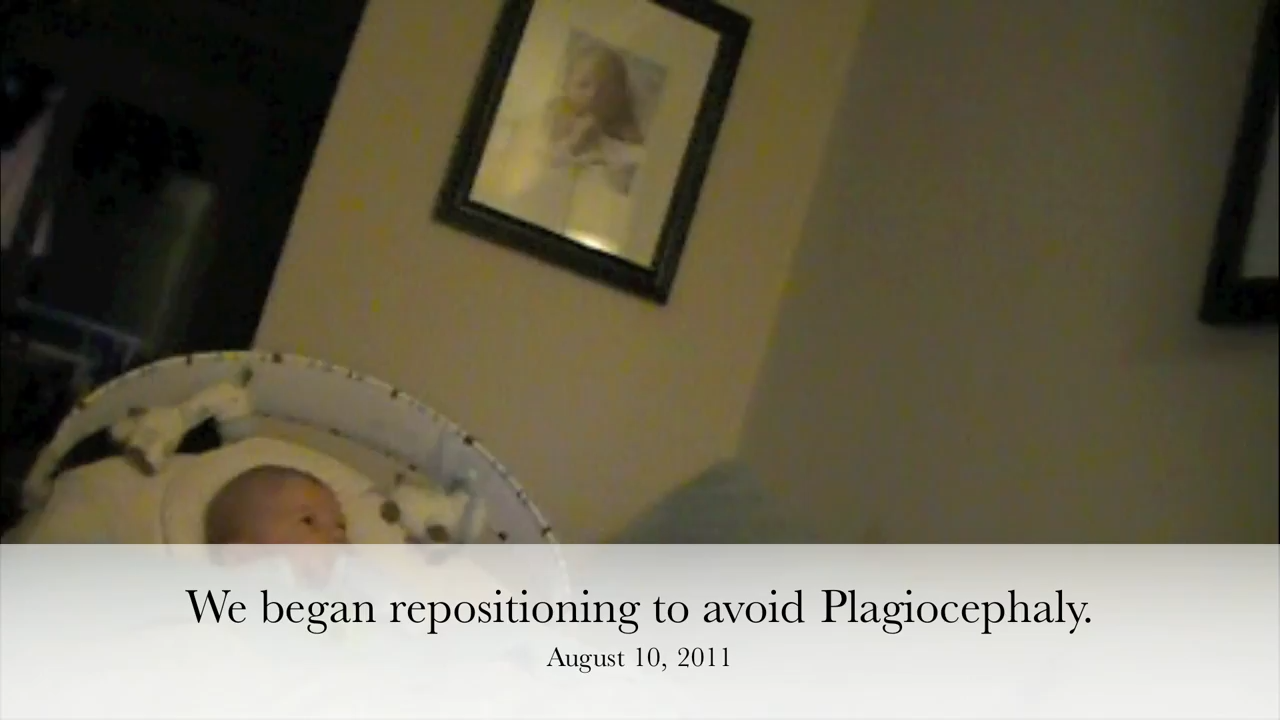 We began repositioning to avoid Plagiocephaly.
August 10, 2011